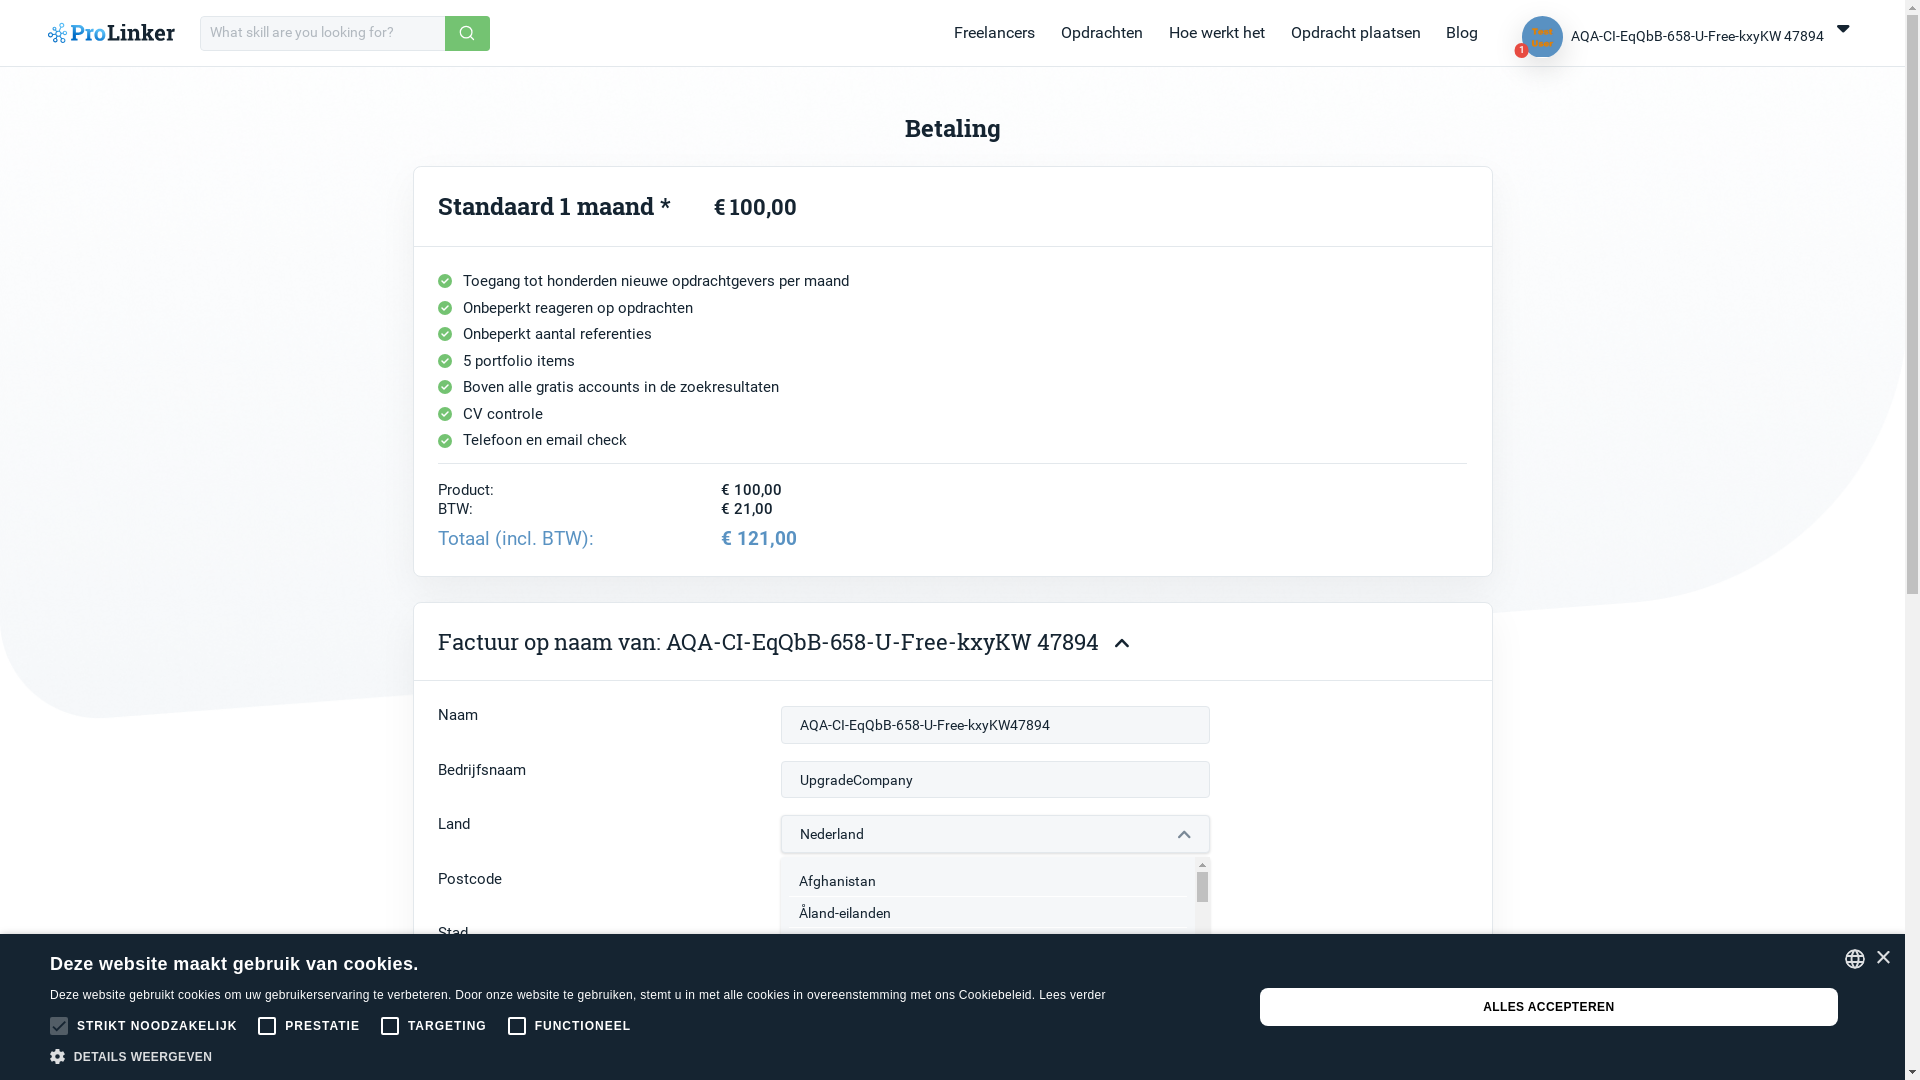 ProLinker
What skill are you looking for?
Freelancers
Opdrachten
Hoe werkt het
Opdracht plaatsen
Blog
Test
User
1
AQA-CI-EqQbB-658-U-Free-kxyKW 47894
Betaling
Standaard 1 maand * € 100,00
Toegang tot honderden nieuwe opdrachtgevers per maand
Onbeperkt reageren op opdrachten
Onbeperkt aantal referenties
5 portfolio items
Boven alle gratis accounts in de zoekresultaten
CV controle
Telefoon en email check
Product: € 100,00
BTW: € 21,00
Totaal (incl. BTW): € 121,00
Factuur op naam van: AQA-CI-EqQbB-658-U-Free-kxyKW 47894
Naam
AQA-CI-EqQbB-658-U-Free-kxyKW47894
Bedrijfsnaam
UpgradeCompany
Land
Nederland
Postcode
Afghanistan
Åland-eilanden
Stad
Deze website maakt gebruik van cookies.
Deze website gebruikt cookies om uw gebruikerservaring te verbeteren. Door onze website te gebruiken, stemt u in met alle cookies in overeenstemming met ons Cookiebeleid. Lees verder
STRIKT NOODZAKELIJK
PRESTATIE
TARGETING
FUNCTIONEEL
DETAILS WEERGEVEN
ALLES ACCEPTEREN